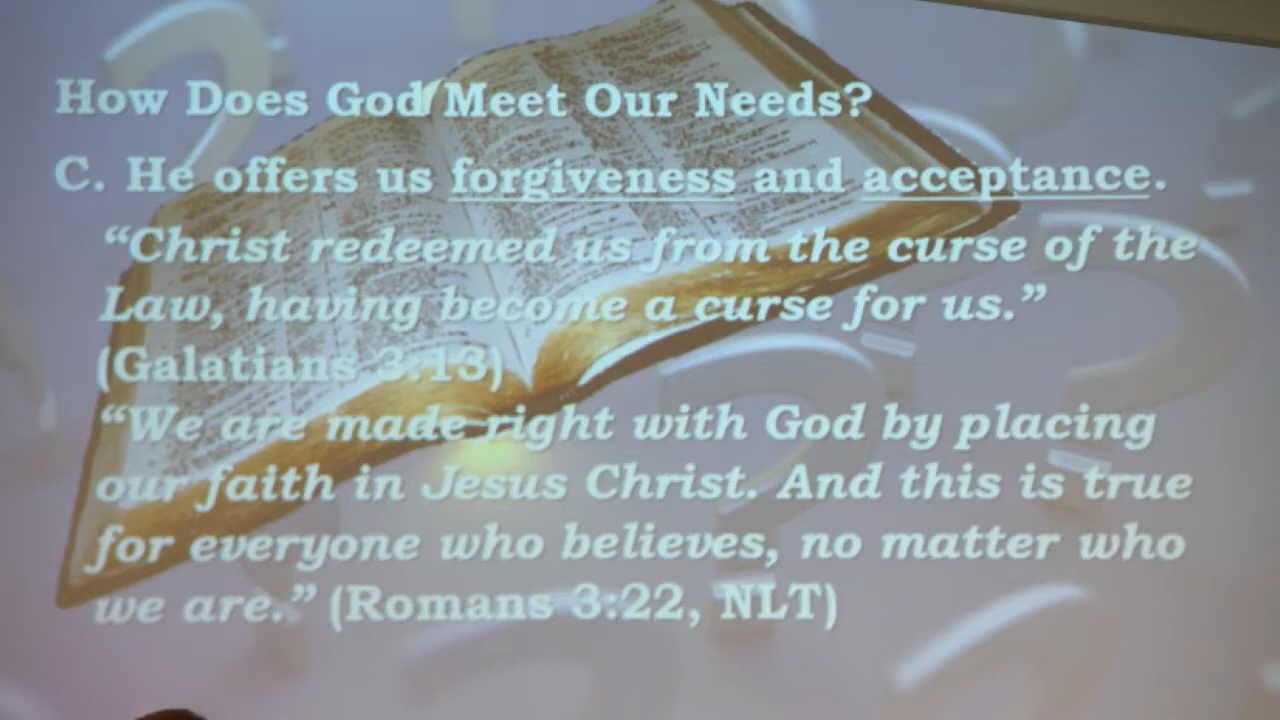 How Does God Meet Our Needs?
C. He offers us forgiveness and acceptance.
“Christ redeemed us from the curse of the
Law, having become a curse for us.”
(Galatians 3:13)
“We are made right with God by placing
our faith in Jesus Christ. And this is true
for everyone who believes, no matter who
we are.” (Romans 3:22, NLT)